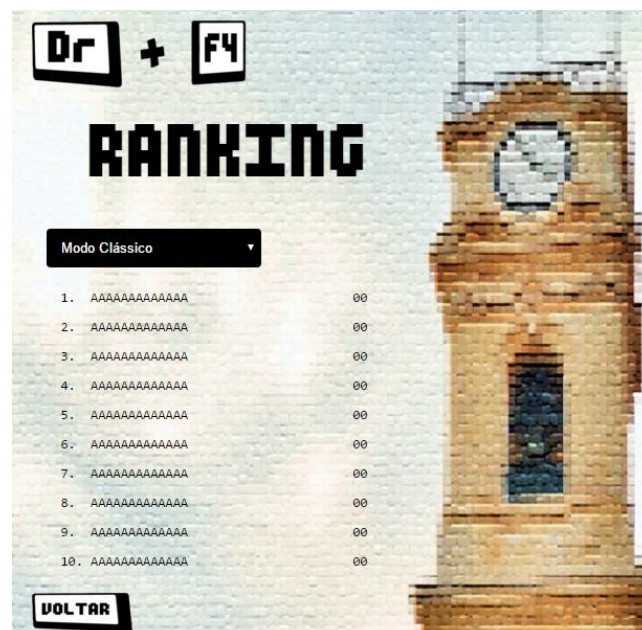 Dr + F4
RANKING
Modo Clássico
1. AAAAAAAAAAAAA 00
2. AAAAAAAAAAAAA 00
3. AAAAAAAAAAAAA 00
4. AAAAAAAAAAAAA 00
5. AAAAAAAAAAAAA 00
6. AAAAAAAAAAAAA 00
7. AAAAAAAAAAAAA 00
8. AAAAAAAAAAAAA 00
9. AAAAAAAAAAAAA 00
10. AAAAAAAAAAAAA 00
VOLTAR